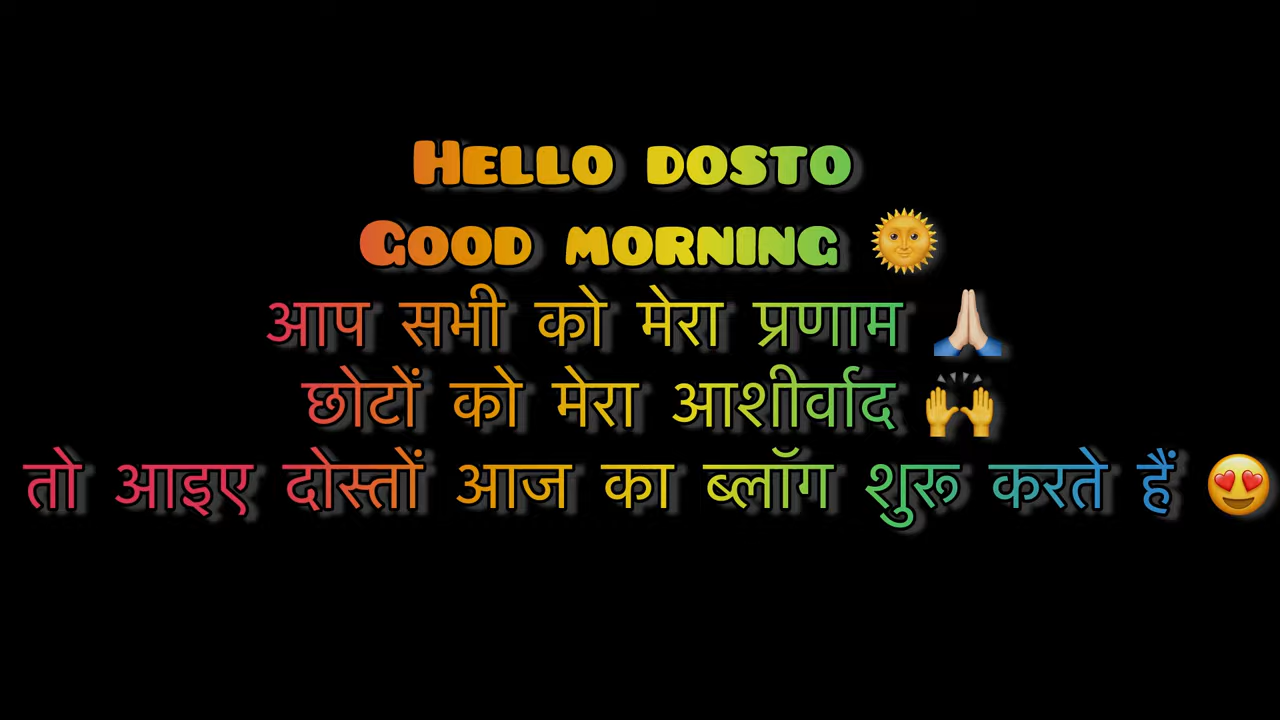 Hello dosto
Good morning 🌞
आप सभी को मेरा प्रणाम 🙏🏻
छोटों को मेरा आशीर्वाद 🙌
तो आइए दोस्तों आज का ब्लॉग शुरू करते हैं 😍